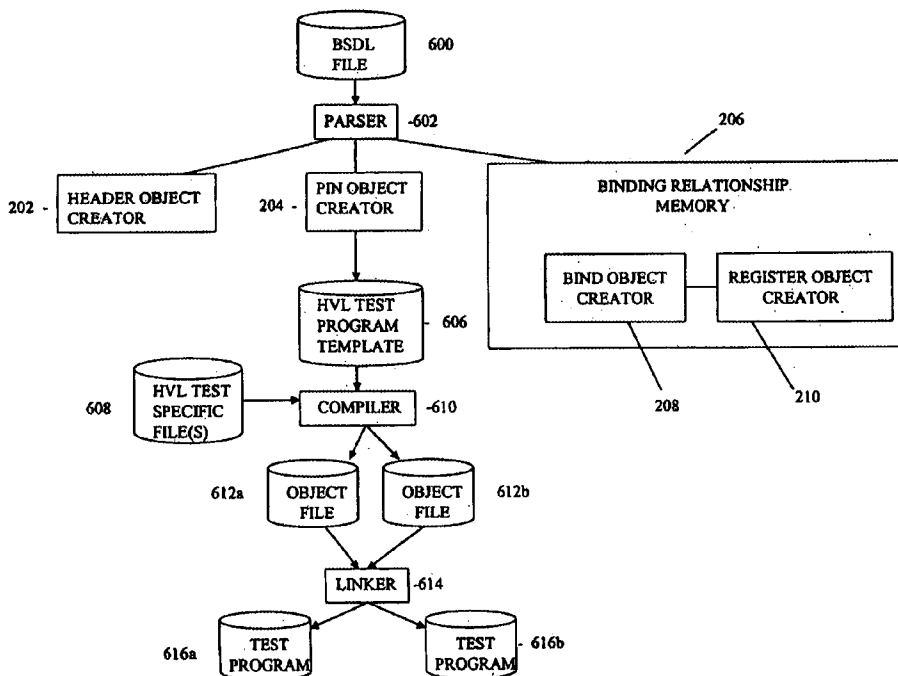 BSDL
FILE
600
PARSER
-602
206
202 -
HEADER OBJECT
CREATOR
204 -
PIN OBJECT
CREATOR
BINDING RELATIONSHIP
MEMORY
BIND OBJECT
CREATOR
REGISTER OBJECT
CREATOR
HVL TEST
PROGRAM
TEMPLATE
- 606
208
210
608
HVL TEST
SPECIFIC
FILE(S)
COMPILER
-610
612a
OBJECT
FILE
OBJECT
FILE
612b
LINKER
-614
616a
TEST
PROGRAM
TEST
PROGRAM
- 616b